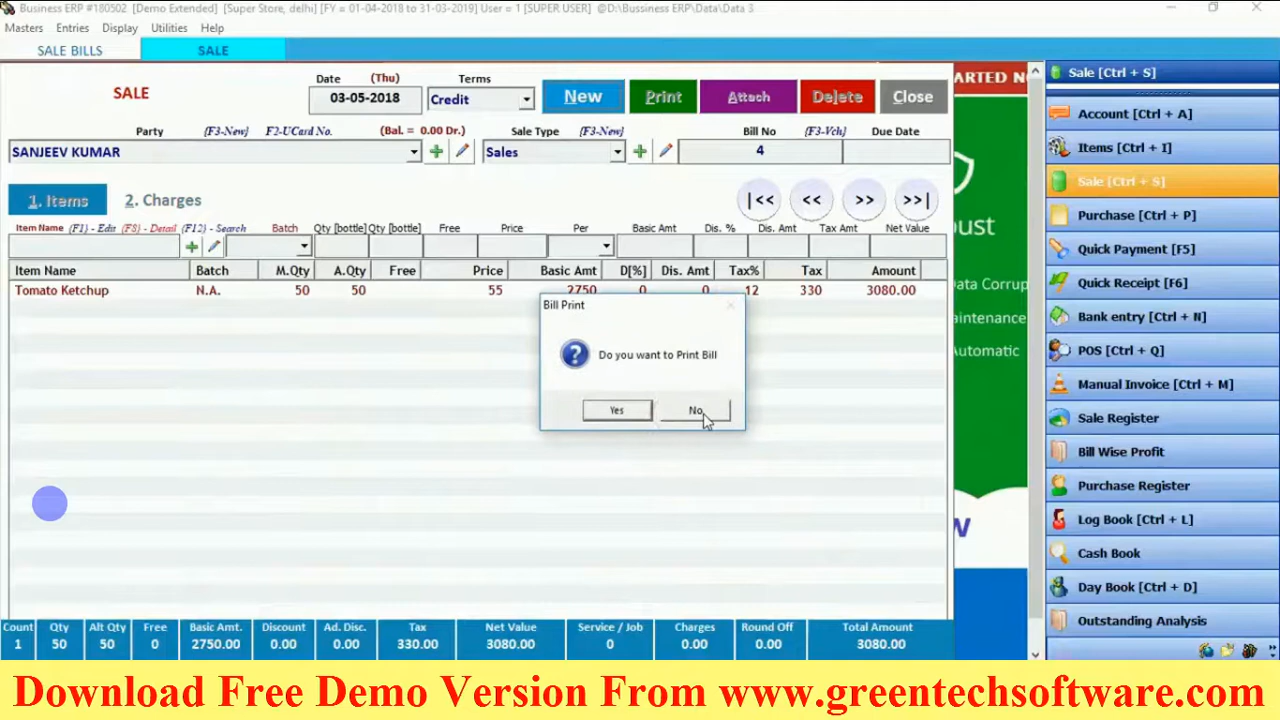 Bussiness ERP #180502 [Demo Extended] [Super Store, delhi] [FY = 01-04-2018 to 31-03-2019] User = 1 [SUPER USER] @D:\Bussiness ERP\Data\Data 3
Masters Entries Display Utilities Help
SALE BILLS SALE
SALE
Date (Thu) Terms
03-05-2018 Credit New Print Attach Delete Close
Party {F3-New} F2-UCard No. (Bal. = 0.00 Dr.) Sale Type {F3-New} Bill No {F3-Vch} Due Date
SANJEEV KUMAR Sales 4
1. Items 2. Charges |<< << >> >>|
Item Name (F1) - Edit (F8) - Detail (F12) - Search Batch Qty [bottle] Qty [bottle] Free Price Per Basic Amt Dis. % Dis. Amt Tax Amt Net Value
Item Name Batch M.Qty A.Qty Free Price Basic Amt D[%] Dis. Amt Tax% Tax Amount
Tomato Ketchup N.A. 50 50 55 2750 0 0 12 330 3080.00
Bill Print
Do you want to Print Bill
Yes No
Count Qty Alt Qty Free Basic Amt. Discount Ad. Disc. Tax Net Value Service / Job Charges Round Off Total Amount
1 50 50 0 2750.00 0.00 0.00 330.00 3080.00 0 0.00 0.00 3080.00
ARTED N
ust
ata Corrup
aintenance
Automatic
W
Sale [Ctrl + S]
Account [Ctrl + A]
Items [Ctrl + I]
Sale [Ctrl + S]
Purchase [Ctrl + P]
Quick Payment [F5]
Quick Receipt [F6]
Bank entry [Ctrl + N]
POS [Ctrl + Q]
Manual Invoice [Ctrl + M]
Sale Register
Bill Wise Profit
Purchase Register
Log Book [Ctrl + L]
Cash Book
Day Book [Ctrl + D]
Outstanding Analysis
Download Free Demo Version From www.greentechsoftware.com